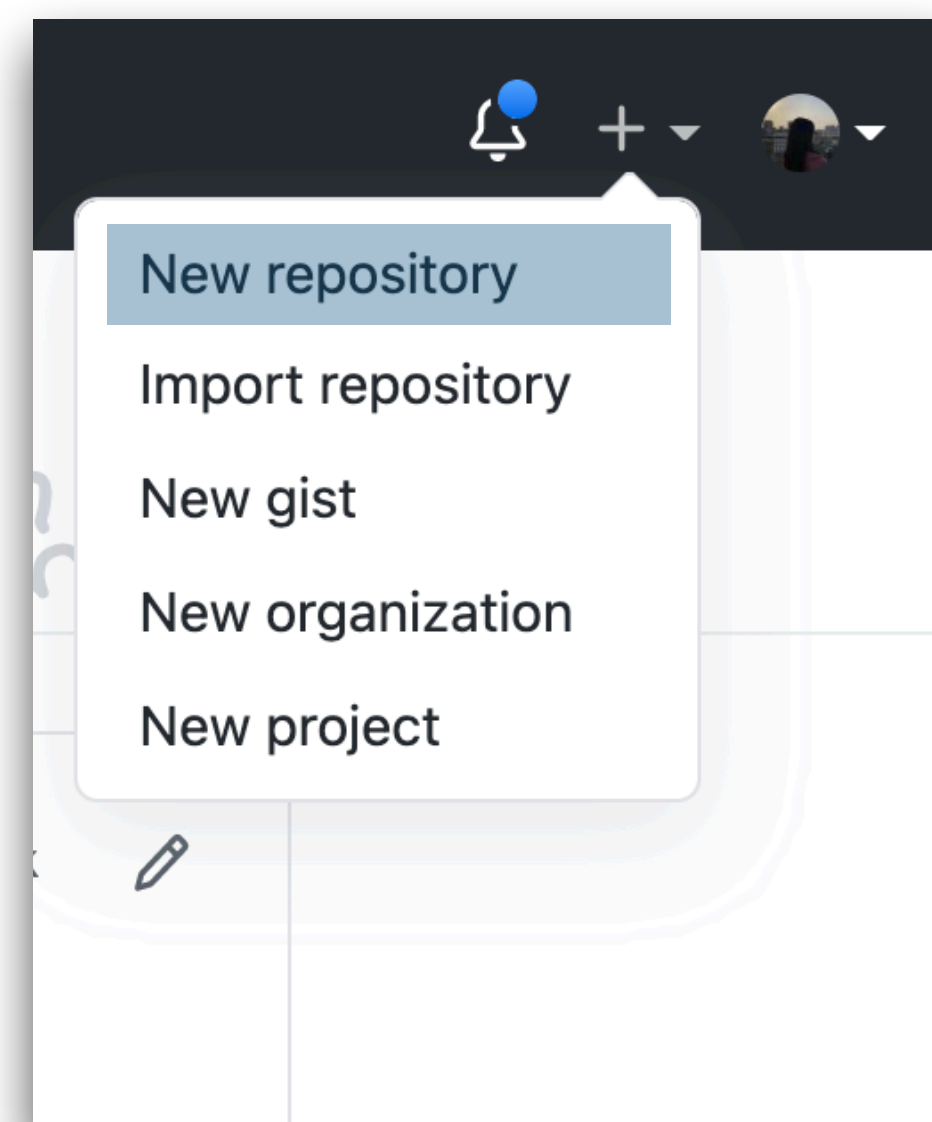 New repository
Import repository
New gist
New organization
New project